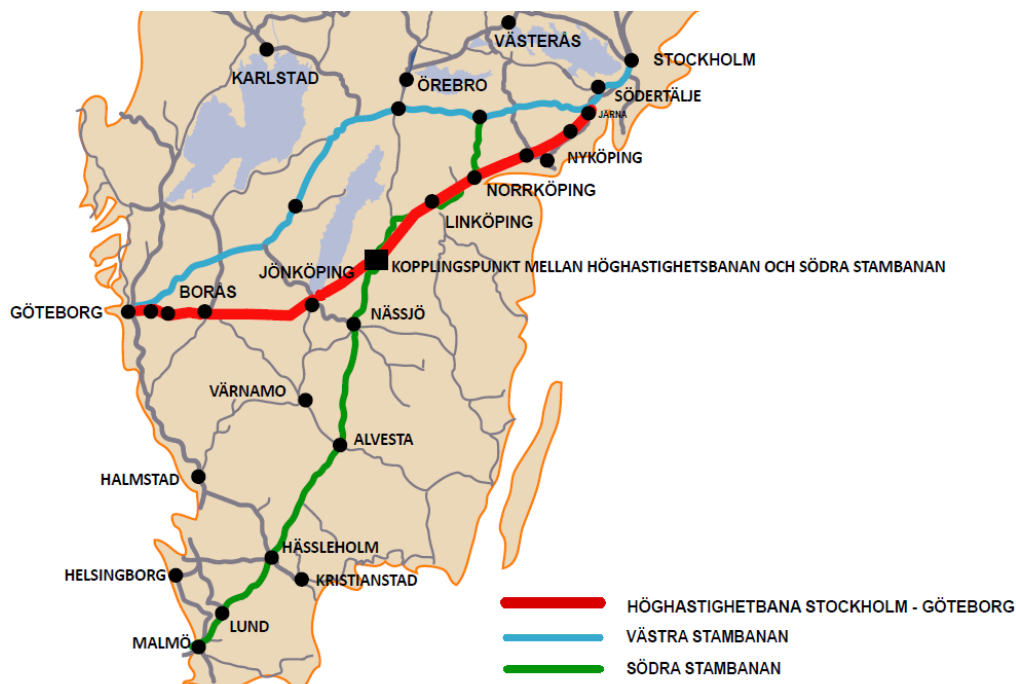 VÄSTERÅS
STOCKHOLM
KARLSTAD
ÖREBRO
SÖDERTÄLJE
JÄRNA
NYKÖPING
NORRKÖPING
LINKÖPING
JÖNKÖPING
KOPPLINGSPUNKT MELLAN HÖGHASTIGHETSBANAN OCH SÖDRA STAMBANAN
BORÅS
GÖTEBORG
NÄSSJÖ
VÄRNAMO
ALVESTA
HALMSTAD
HÄSSLEHOLM
HELSINGBORG
KRISTIANSTAD
LUND
MALMÖ
HÖGHASTIGHETBANA STOCKHOLM - GÖTEBORG
VÄSTRA STAMBANAN
SÖDRA STAMBANAN